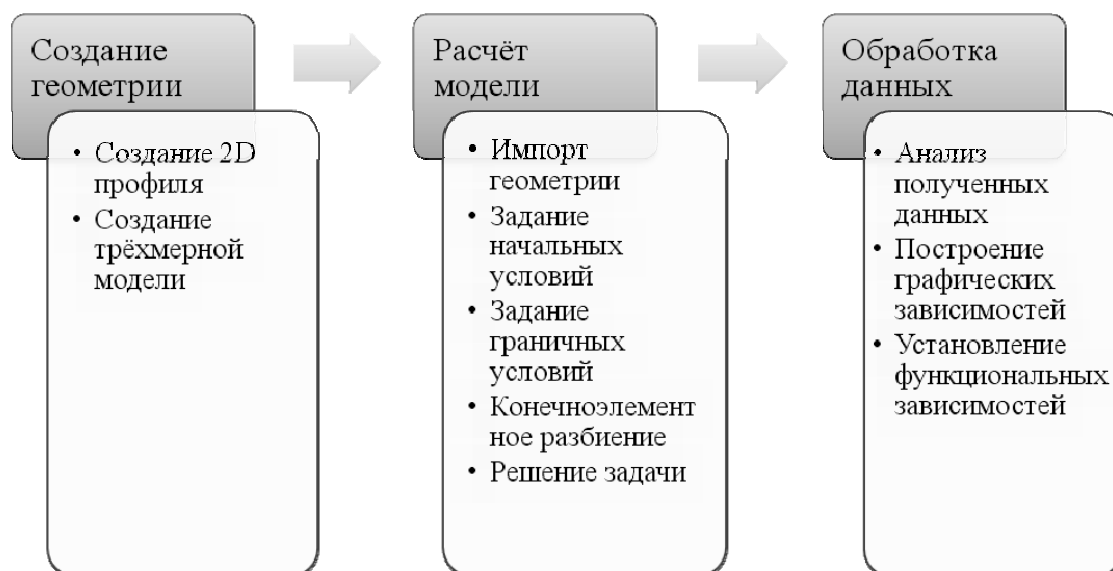 Создание
геометрии
• Создание 2D
профиля
• Создание
трёхмерной
модели
Расчёт
модели
• Импорт
геометрии
• Задание
начальных
условий
• Задание
граничных
условий
• Конечноэлемент
ное разбиение
• Решение задачи
Обработка
данных
• Анализ
полученных
данных
• Построение
графических
зависимостей
• Установление
функциональных
зависимостей